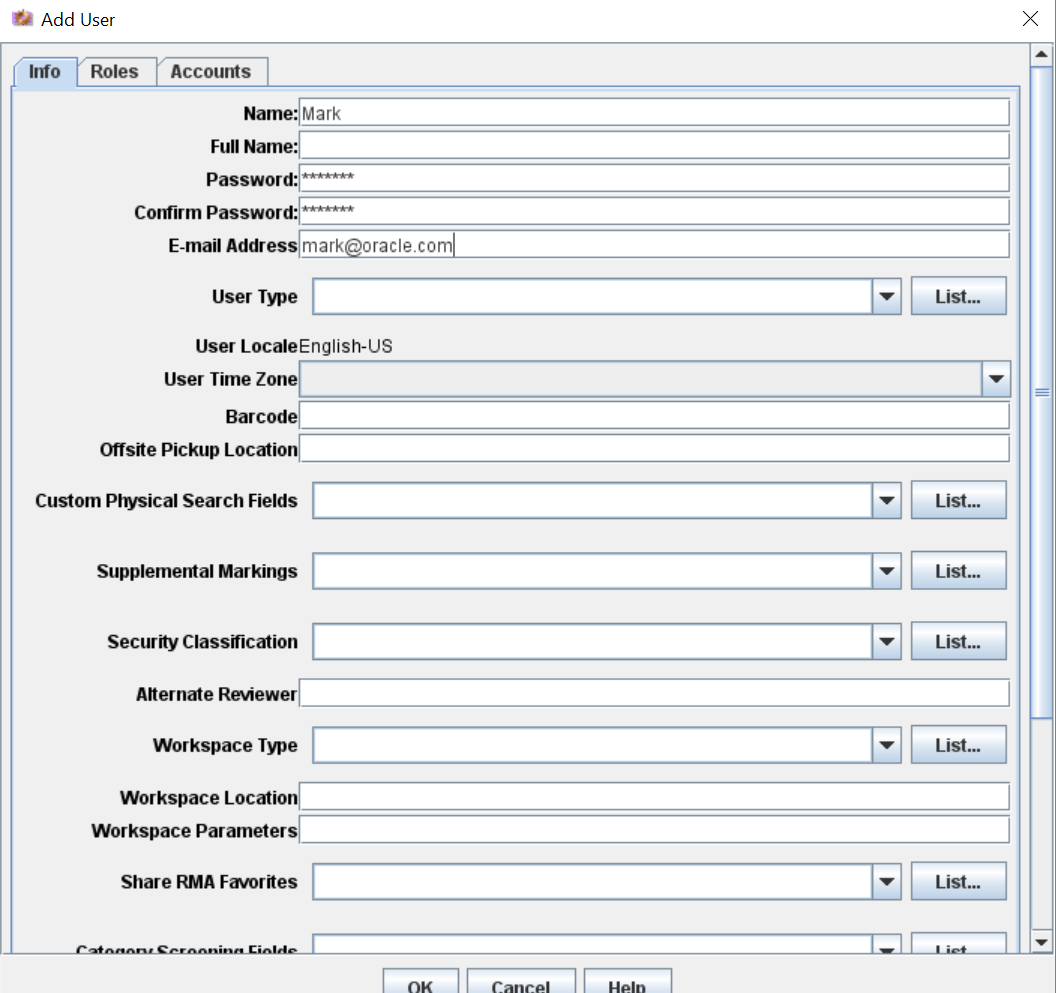 Add User
Info Roles Accounts
Name: Mark
Full Name:
Password: *******
Confirm Password: *******
E-mail Address mark@oracle.com
User Type List...
User Locale English-US
User Time Zone
Barcode
Offsite Pickup Location
Custom Physical Search Fields List...
Supplemental Markings List...
Security Classification List...
Alternate Reviewer
Workspace Type List...
Workspace Location
Workspace Parameters
Share RMA Favorites List...
Category Screening Fields List...
OK Cancel Help